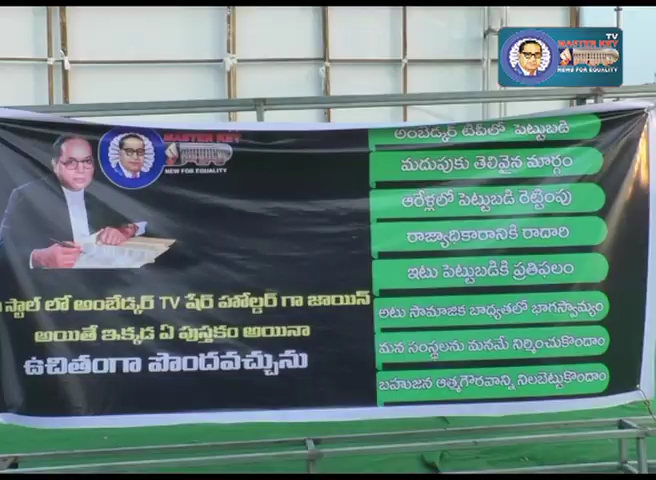 MASTER KEY
TV
NEWS FOR EQUALITY
MASTER KEY
NEW FOR EQUALITY
స్టాల్ లో అంబేడ్కర్ TV షేర్ హోల్డర్ గా జాయిన్
అయితే ఇక్కడ ఏ పుస్తకం అయినా
ఉచితంగా పొందవచ్చును
అంబేడ్కర్ టీవీలో పెట్టుబడి
మదుపుకు తెలివైన మార్గం
ఆరేళ్లలో పెట్టుబడి రెట్టింపు
రాజ్యాధికారానికి రాదారి
ఇటు పెట్టుబడికి ప్రతిఫలం
అటు సామాజిక బాధ్యతలో భాగస్వామ్యం
మన సంస్థలను మనమే నిర్మించుకొందాం
బహుజన ఆత్మగౌరవాన్ని నిలబెట్టుకొందాం